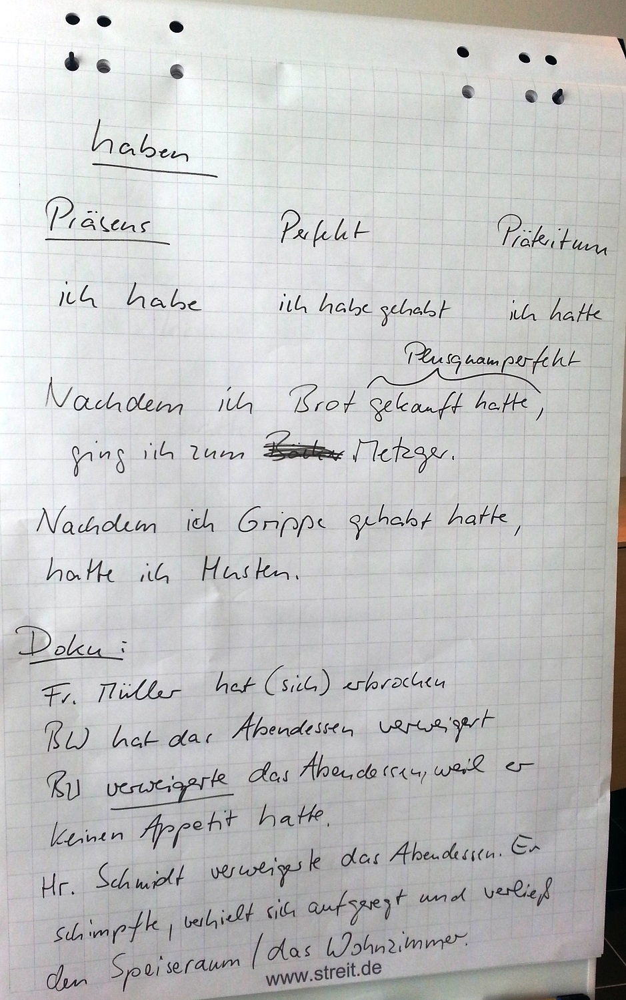 haben
Präsens Perfekt Präteritum
ich habe ich habe gehabt ich hatte
Plusquamperfekt
Nachdem ich Brot gekauft hatte,
ging ich zum Metzger.
Nachdem ich Grippe gehabt hatte,
hatte ich Husten.
Doku:
Fr. Müller hat (sich) erbrochen
BW hat das Abendessen verweigert
BW verweigerte das Abendessen, weil er
keinen Appetit hatte.
Hr. Schmidt verweigerte das Abendessen. Er
schimpfte, verhielt sich aufgeregt und verließ
den Speiseraum / das Wohnzimmer.
www.streit.de